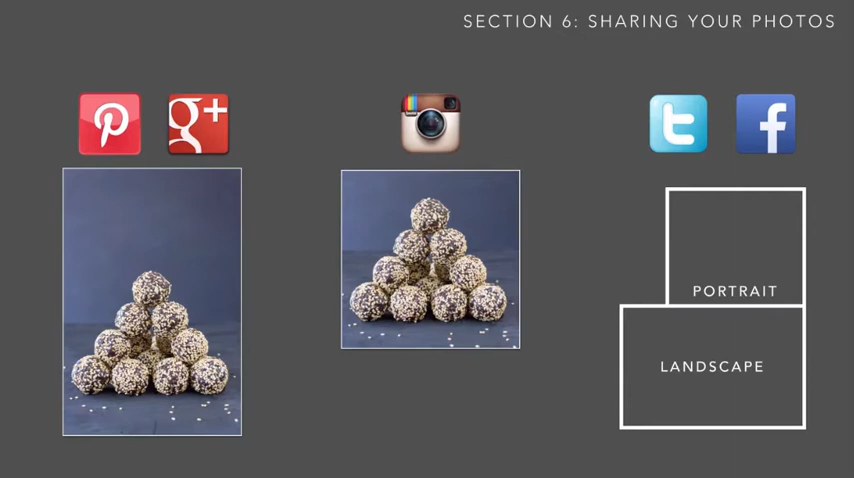 SECTION 6: SHARING YOUR PHOTOS
g+
PORTRAIT
LANDSCAPE